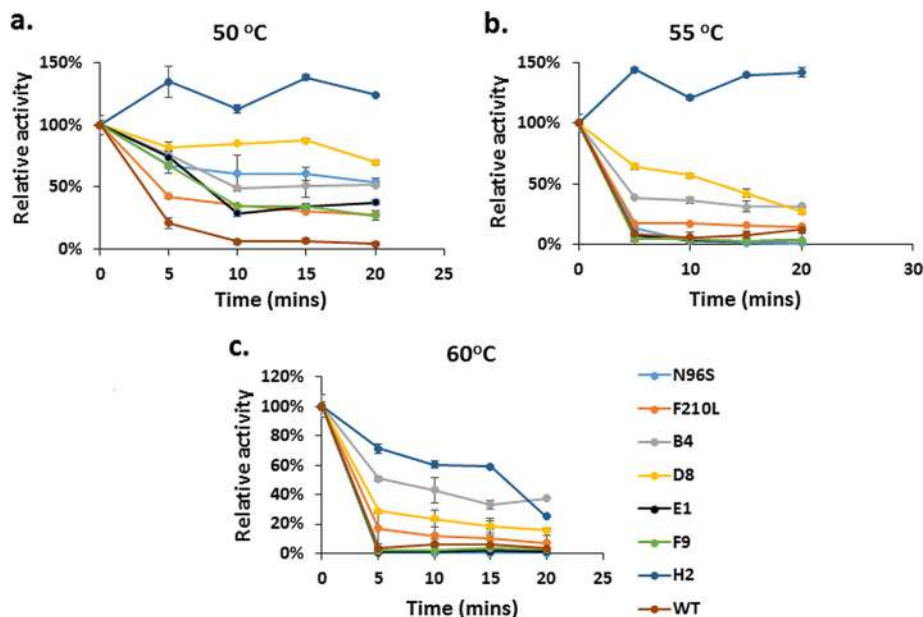 a.
50 °C
Relative activity
150%
100%
50%
0%
0 5 10 15 20 25
Time (mins)
b.
55 °C
Relative activity
150%
100%
50%
0%
0 10 20 30
Time (mins)
c.
60°C
Relative activity
120%
100%
80%
60%
40%
20%
0%
0 5 10 15 20 25
Time (mins)
N96S
F210L
B4
D8
E1
F9
H2
WT